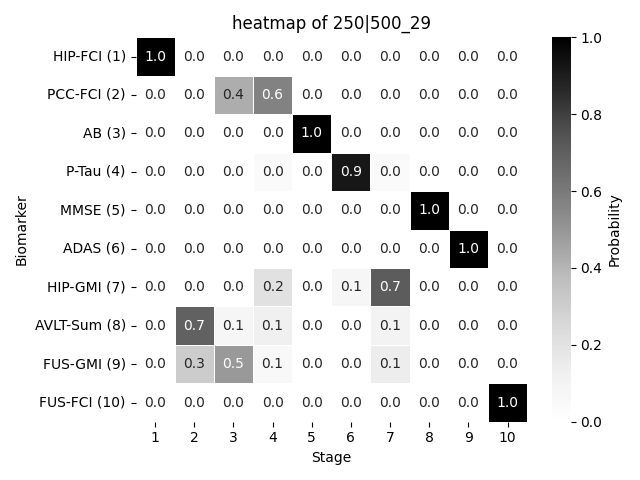 heatmap of 250|500_29
HIP-FCI (1) 1.0 0.0 0.0 0.0 0.0 0.0 0.0 0.0 0.0 0.0
PCC-FCI (2) 0.0 0.0 0.4 0.6 0.0 0.0 0.0 0.0 0.0 0.0
AB (3) 0.0 0.0 0.0 0.0 1.0 0.0 0.0 0.0 0.0 0.0
P-Tau (4) 0.0 0.0 0.0 0.0 0.0 0.9 0.0 0.0 0.0 0.0
MMSE (5) 0.0 0.0 0.0 0.0 0.0 0.0 0.0 1.0 0.0 0.0
ADAS (6) 0.0 0.0 0.0 0.0 0.0 0.0 0.0 0.0 1.0 0.0
HIP-GMI (7) 0.0 0.0 0.0 0.2 0.0 0.1 0.7 0.0 0.0 0.0
AVLT-Sum (8) 0.0 0.7 0.1 0.1 0.0 0.0 0.1 0.0 0.0 0.0
FUS-GMI (9) 0.0 0.3 0.5 0.1 0.0 0.0 0.1 0.0 0.0 0.0
FUS-FCI (10) 0.0 0.0 0.0 0.0 0.0 0.0 0.0 0.0 0.0 1.0
1 2 3 4 5 6 7 8 9 10
Stage
Biomarker
1.0
0.8
0.6
0.4
0.2
0.0
Probability